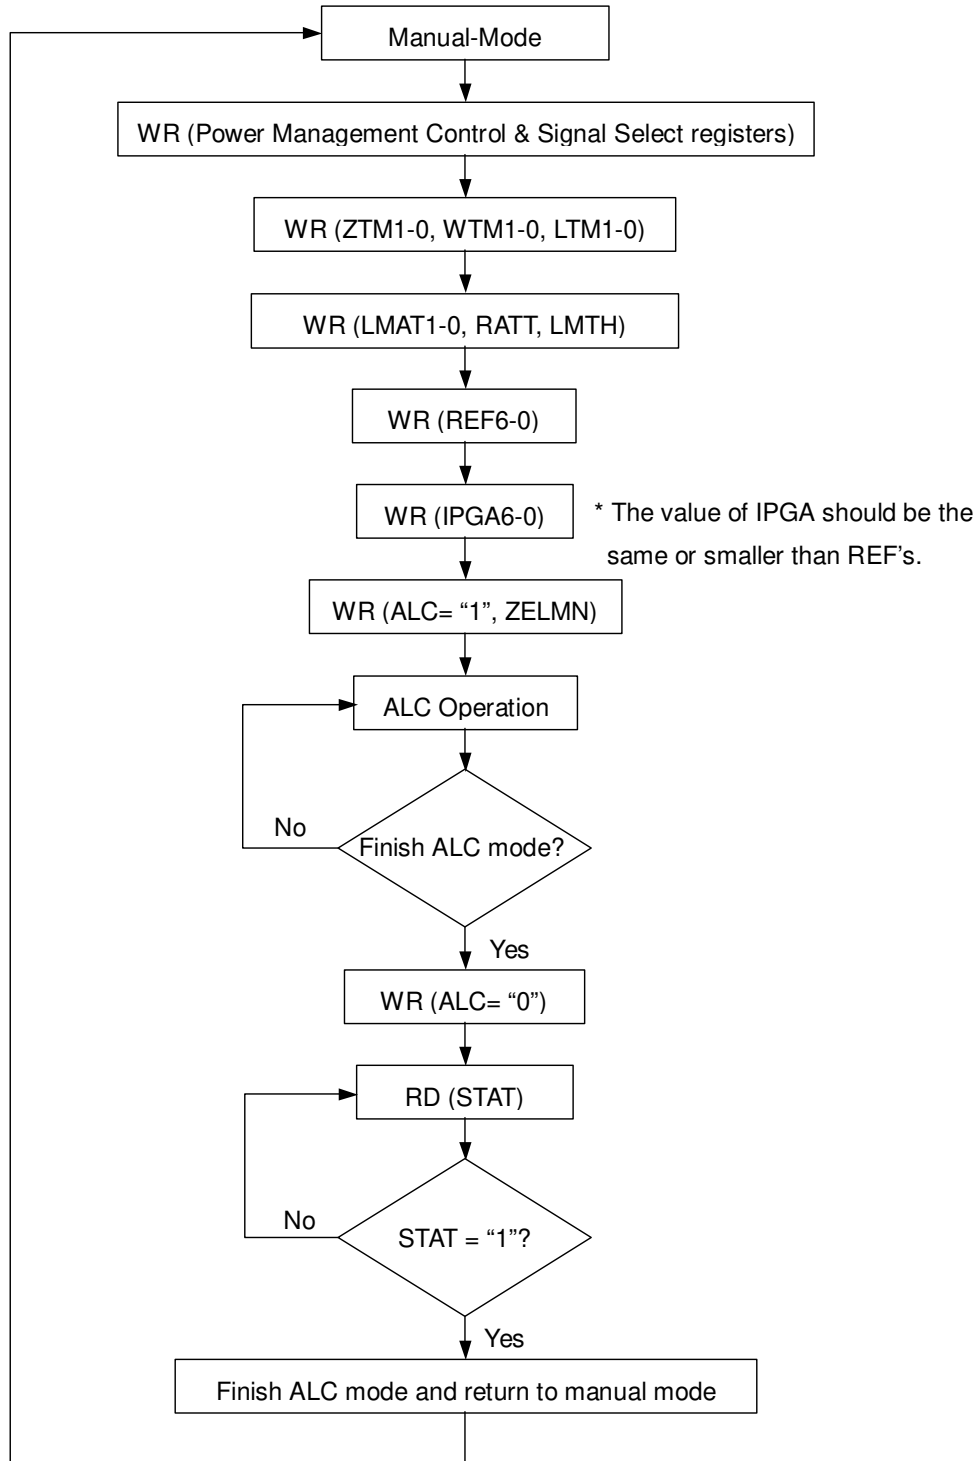 Manual-Mode
WR (Power Management Control & Signal Select registers)
WR (ZTM1-0, WTM1-0, LTM1-0)
WR (LMAT1-0, RATT, LMTH)
WR (REF6-0)
WR (IPGA6-0)
* The value of IPGA should be the
same or smaller than REF’s.
WR (ALC= “1”, ZELMN)
ALC Operation
No
Finish ALC mode?
Yes
WR (ALC= “0”)
RD (STAT)
No
STAT = “1”?
Yes
Finish ALC mode and return to manual mode